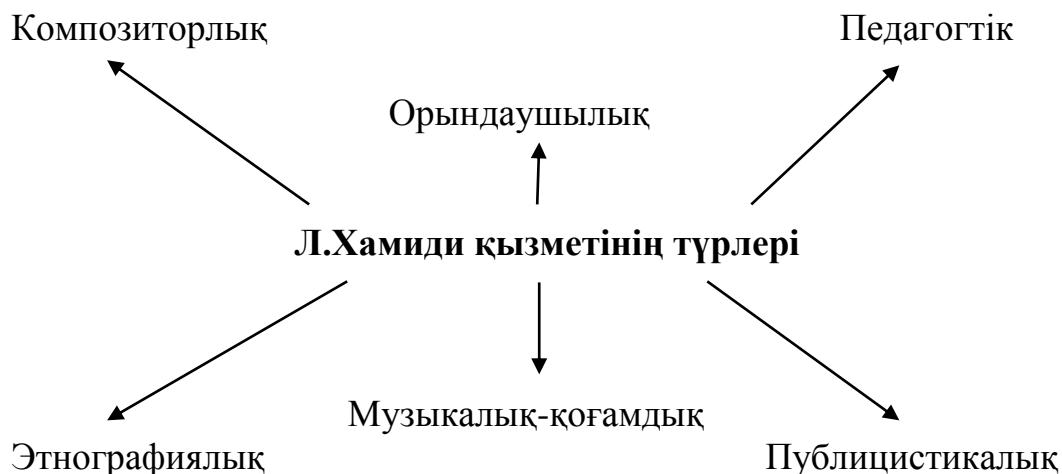 Композиторлық
Педагогтік
Орындаушылық
Л.Хамиди қызметінің түрлері
Музыкалық-қоғамдық
Этнографиялық
Публицистикалық